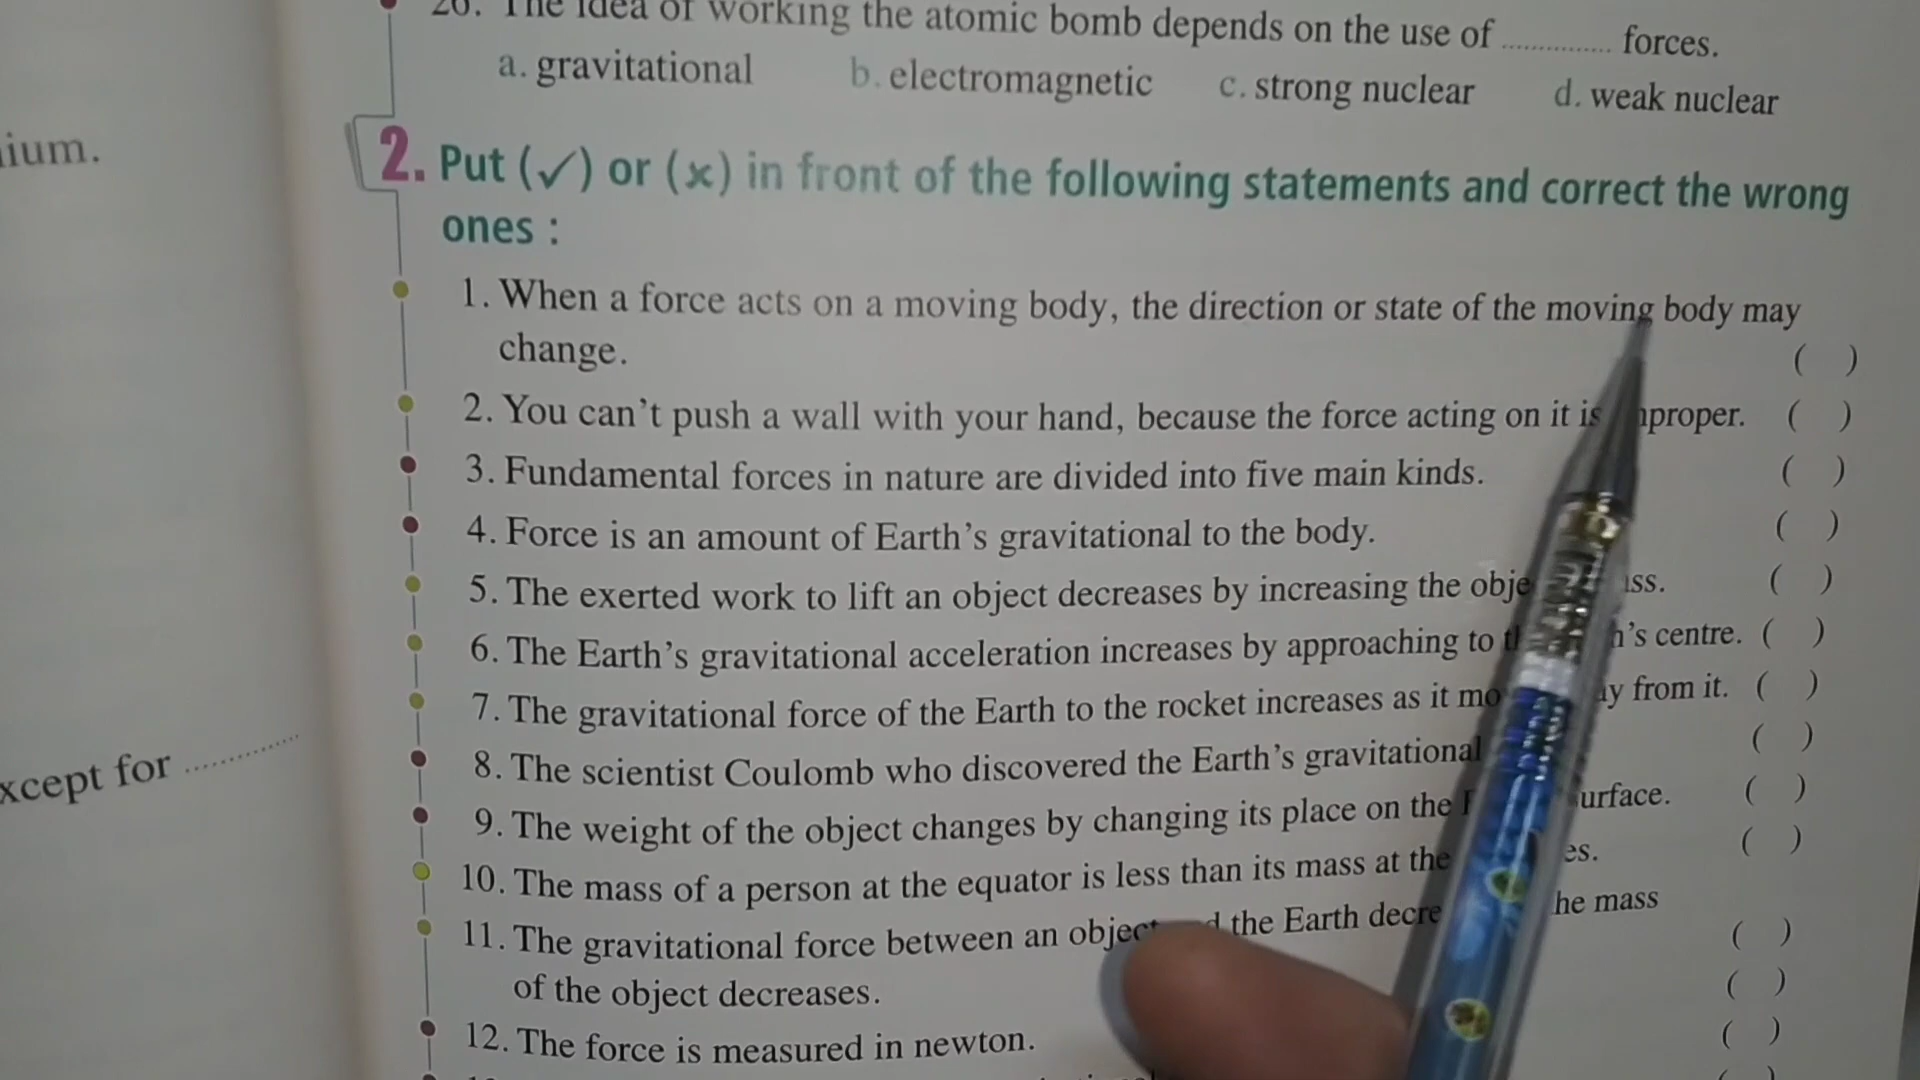 20. The idea of working the atomic bomb depends on the use of ............... forces.
a. gravitational b. electromagnetic c. strong nuclear d. weak nuclear
ium.
2. Put (✓) or (×) in front of the following statements and correct the wrong
ones :
1. When a force acts on a moving body, the direction or state of the moving body may
change. ( )
2. You can't push a wall with your hand, because the force acting on it is ( )
3. Fundamental forces in nature are divided into five main kinds. ( )
4. Force is an amount of Earth's gravitational to the body. ( )
5. The exerted work to lift an object decreases by increasing the ( )
6. The Earth's gravitational acceleration increases by approaching to centre. ( )
7. The gravitational force of the Earth to the rocket increases as it from it. ( )
8. The scientist Coulomb who discovered the Earth's gravitational ( )
xcept for ............
9. The weight of the object changes by changing its place on the ( )
10. The mass of a person at the equator is less than its mass at the ( )
11. The gravitational force between an object the Earth mass
of the object decreases. ( )
12. The force is measured in newton. ( )